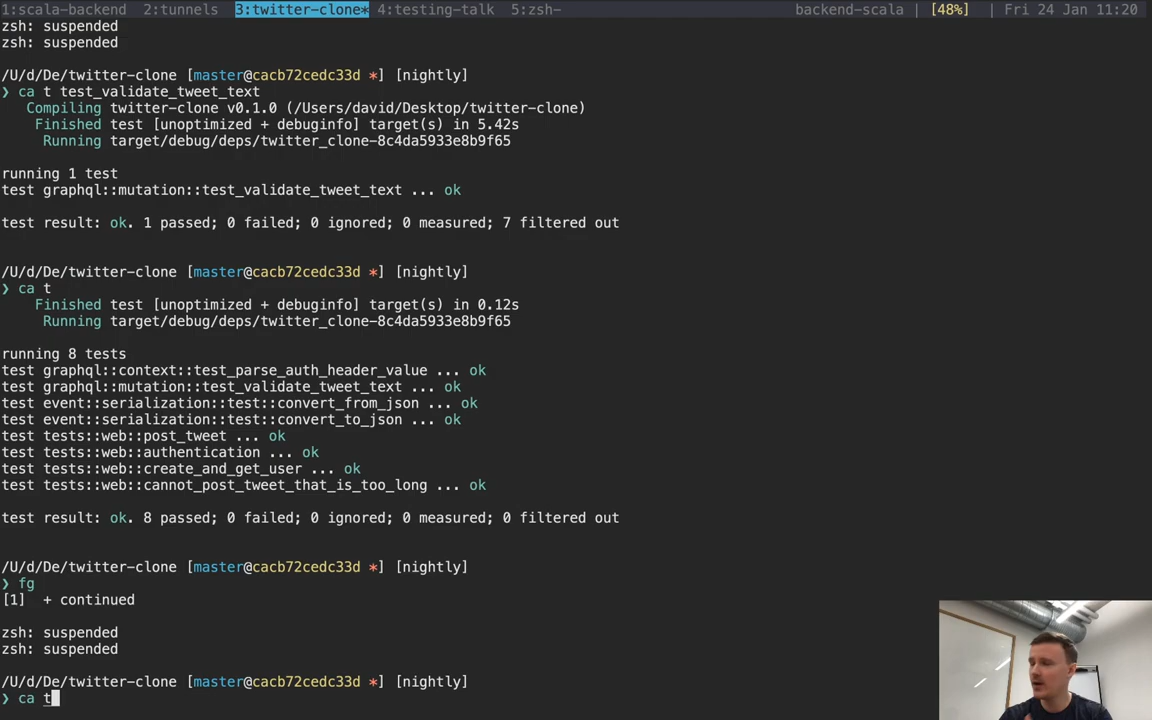 1:scala-backend 2:tunnels 3:twitter-clone* 4:testing-talk 5:zsh- backend-scala | [48%] | Fri 24 Jan 11:20
zsh: suspended
zsh: suspended
/U/d/De/twitter-clone [master@cacb72cedc33d *] [nightly]
❯ ca t test_validate_tweet_text
Compiling twitter-clone v0.1.0 (/Users/david/Desktop/twitter-clone)
Finished test [unoptimized + debuginfo] target(s) in 5.42s
Running target/debug/deps/twitter_clone-8c4da5933e8b9f65
running 1 test
test graphql::mutation::test_validate_tweet_text ... ok
test result: ok. 1 passed; 0 failed; 0 ignored; 0 measured; 7 filtered out
/U/d/De/twitter-clone [master@cacb72cedc33d *] [nightly]
❯ ca t
Finished test [unoptimized + debuginfo] target(s) in 0.12s
Running target/debug/deps/twitter_clone-8c4da5933e8b9f65
running 8 tests
test graphql::context::test_parse_auth_header_value ... ok
test graphql::mutation::test_validate_tweet_text ... ok
test event::serialization::test::convert_from_json ... ok
test event::serialization::test::convert_to_json ... ok
test tests::web::post_tweet ... ok
test tests::web::authentication ... ok
test tests::web::create_and_get_user ... ok
test tests::web::cannot_post_tweet_that_is_too_long ... ok
test result: ok. 8 passed; 0 failed; 0 ignored; 0 measured; 0 filtered out
/U/d/De/twitter-clone [master@cacb72cedc33d *] [nightly]
❯ fg
[1] + continued
zsh: suspended
zsh: suspended
/U/d/De/twitter-clone [master@cacb72cedc33d *] [nightly]
❯ ca t